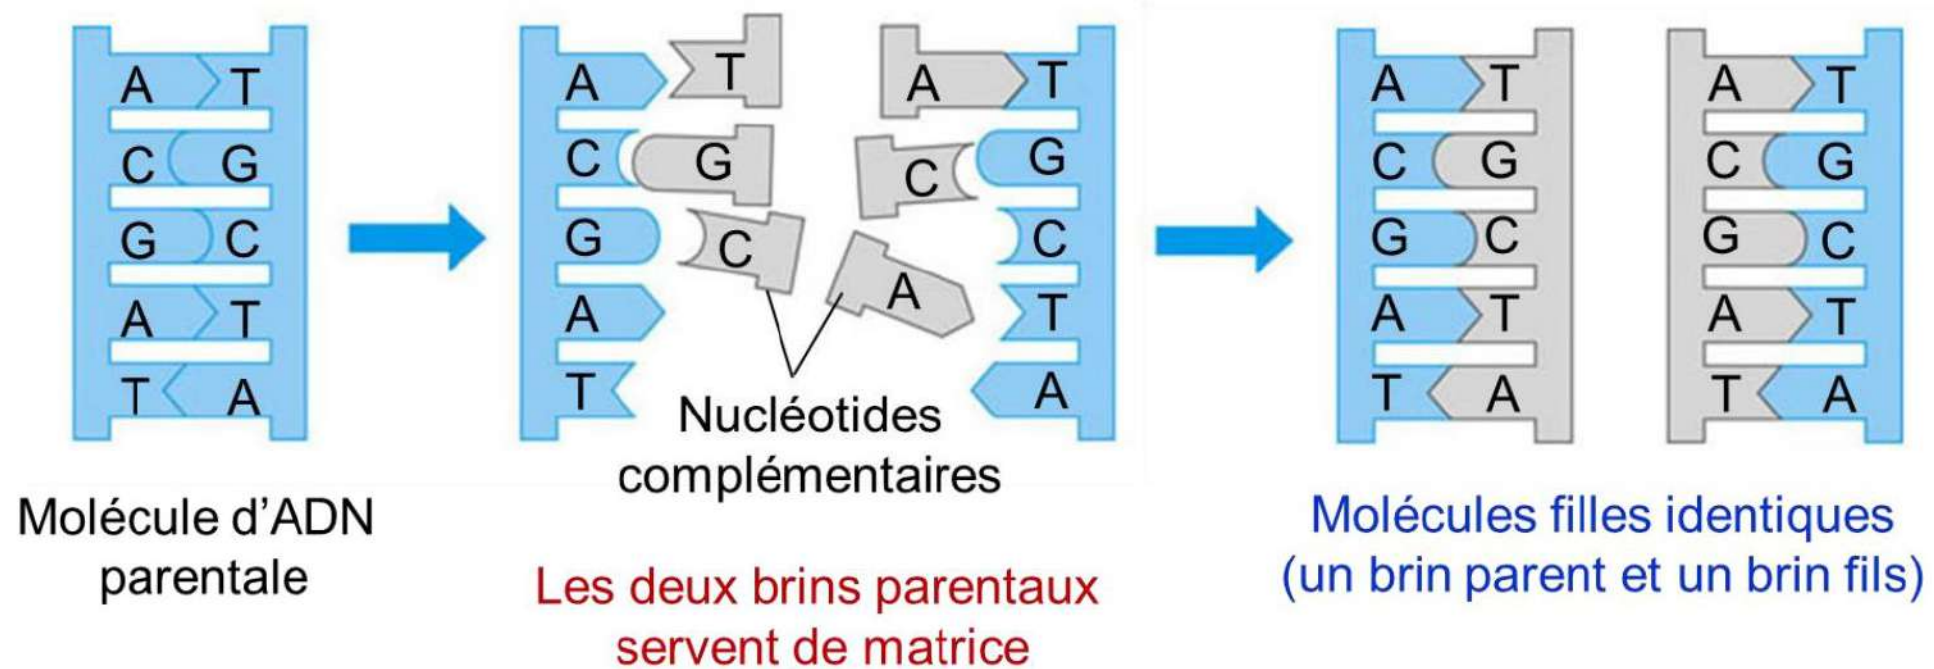 A T
C G
G C
A T
T A
A T A T
C G C G
G C A C
A T
T A
A T A T
C G C G
G C G C
A T A T
T A T A
Molécule d’ADN
parentale
Nucléotides
complémentaires
Les deux brins parentaux
servent de matrice
Molécules filles identiques
(un brin parent et un brin fils)